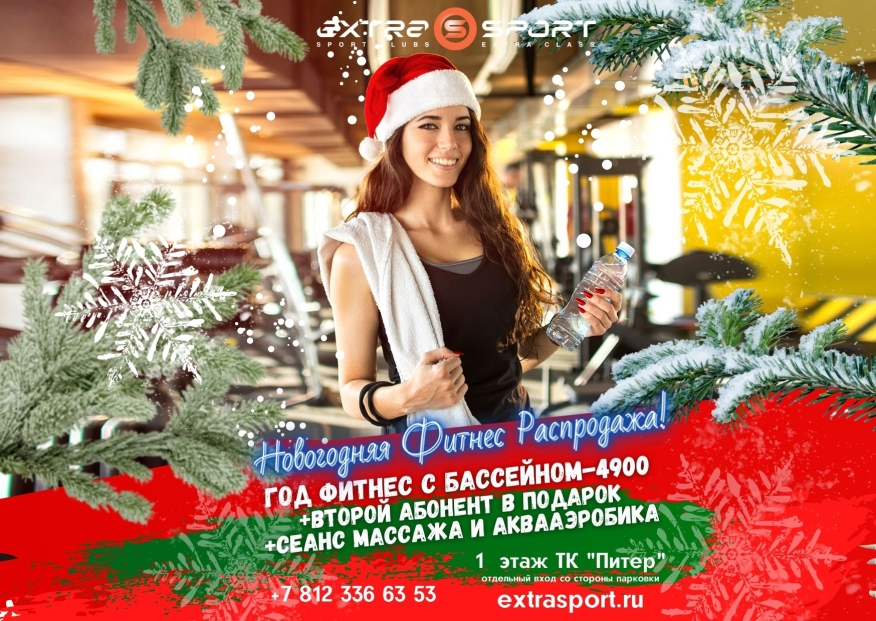 EXTRA S SPORT
SPORT CLUBS EXTRA CLASS
Новогодняя Фитнес Распродажа!
ГОД ФИТНЕС С БАССЕЙНОМ-4900
+ВТОРОЙ АБОНЕНТ В ПОДАРОК
+СЕАНС МАССАЖА И АКВААЭРОБИКА
1 этаж ТК "Питер"
отдельный вход со стороны парковки
+7 812 336 63 53
extrasport.ru